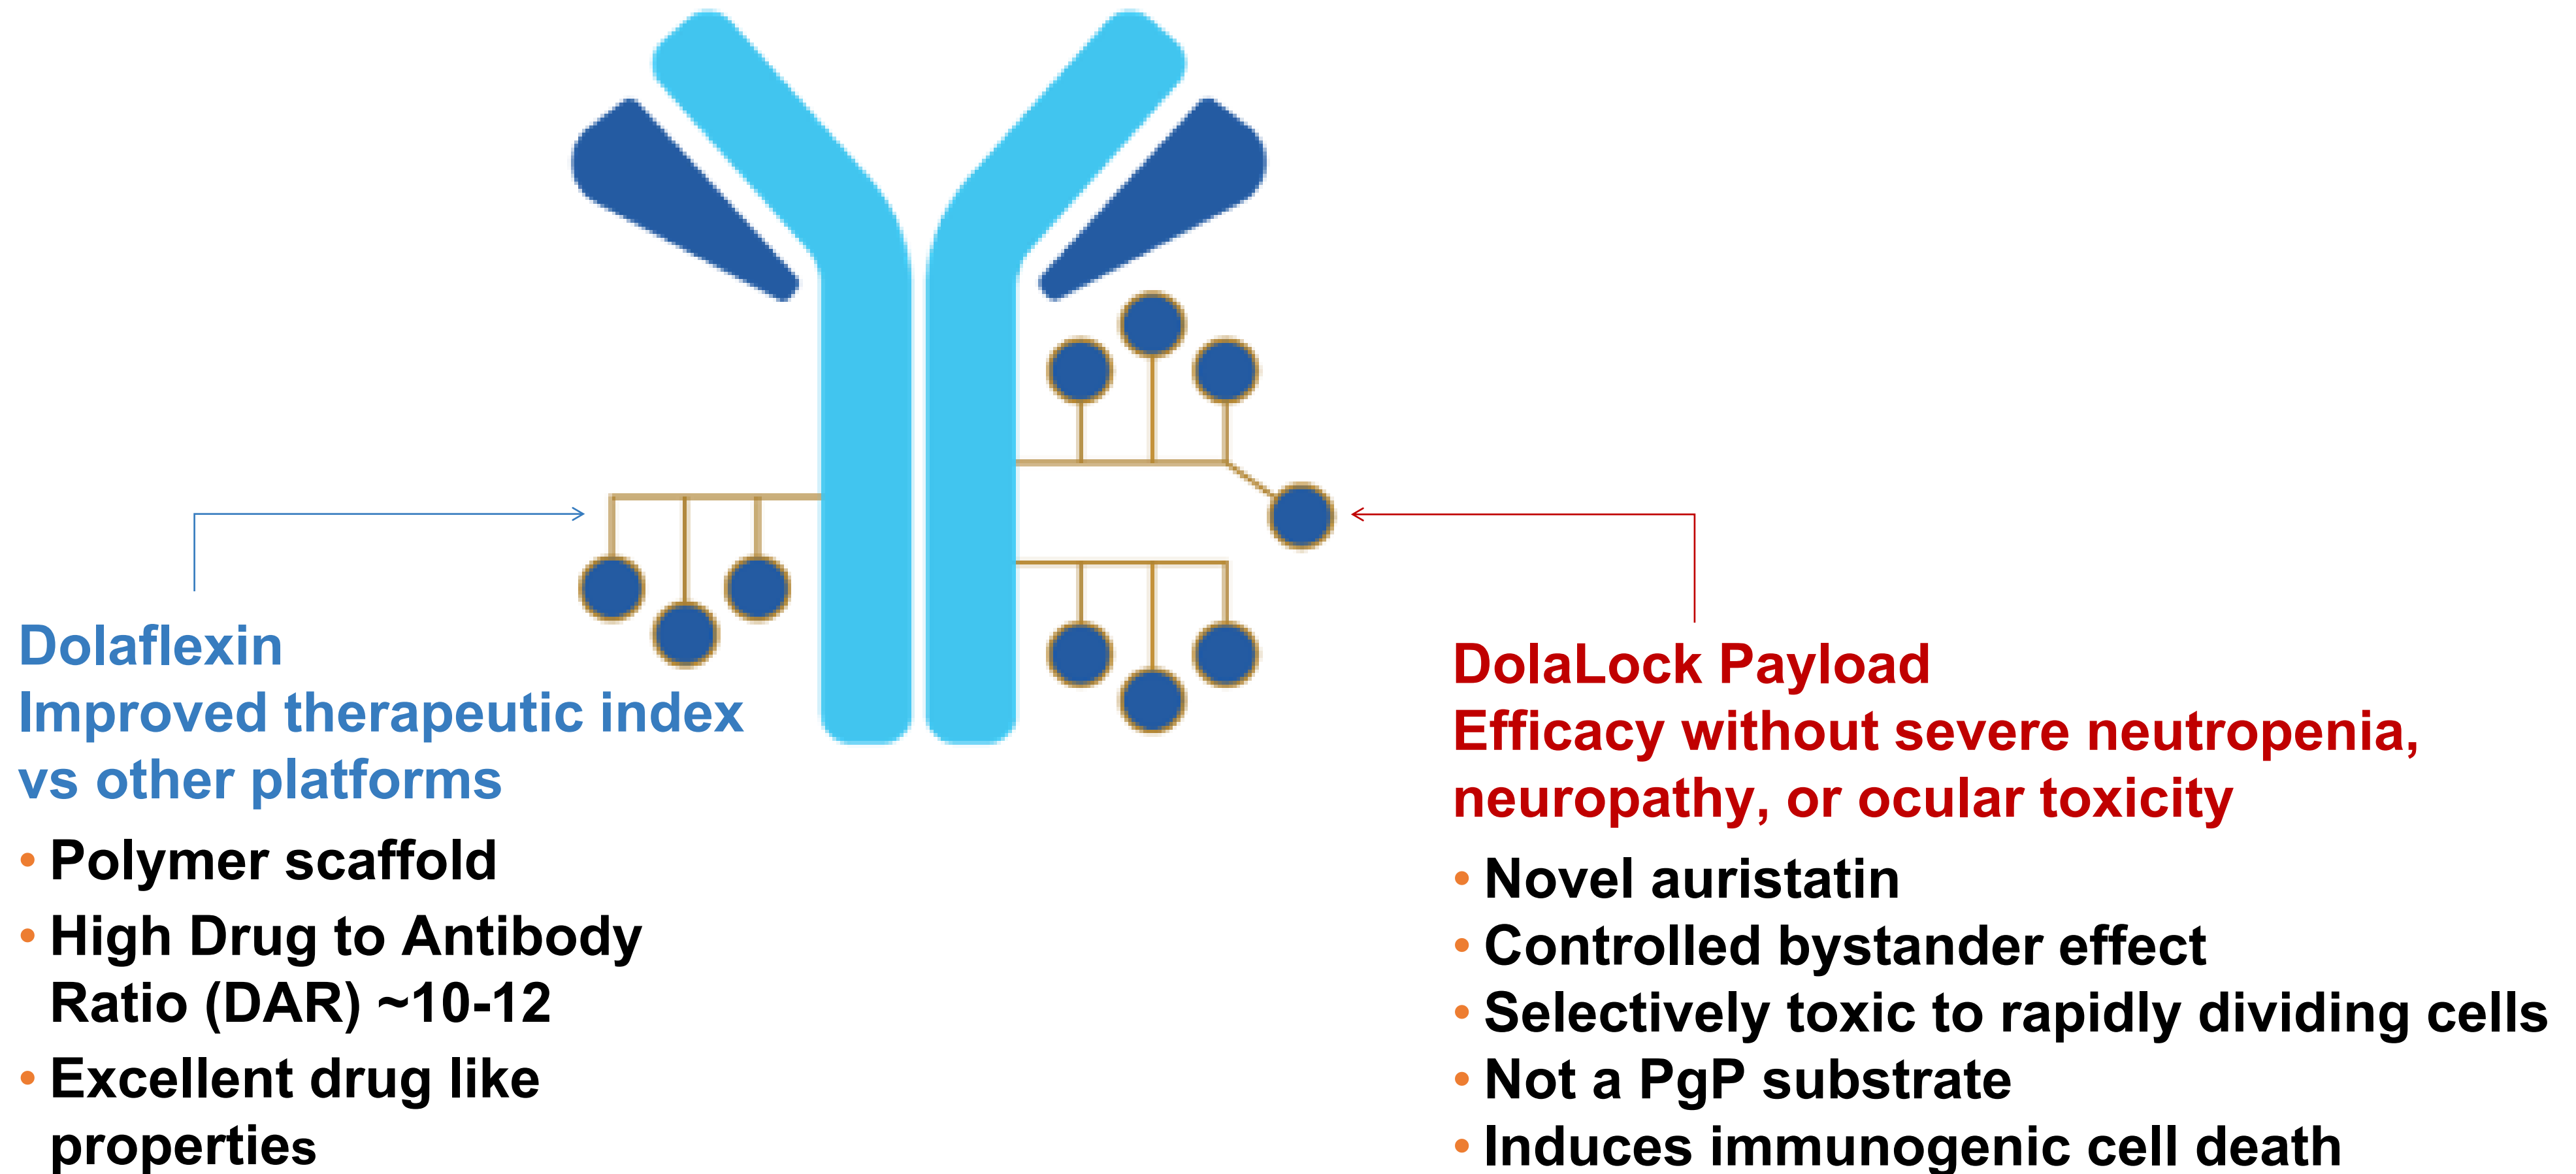 Dolaflexin
Improved therapeutic index
vs other platforms
• Polymer scaffold
• High Drug to Antibody
Ratio (DAR) ~10-12
• Excellent drug like
properties
DolaLock Payload
Efficacy without severe neutropenia,
neuropathy, or ocular toxicity
• Novel auristatin
• Controlled bystander effect
• Selectively toxic to rapidly dividing cells
• Not a PgP substrate
• Induces immunogenic cell death